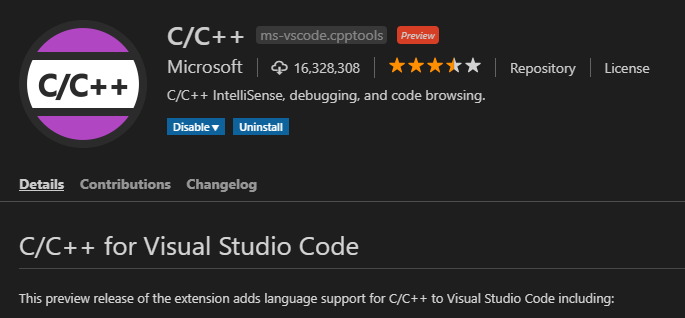 C/C++ ms-vscode.cpptools Preview
C/C++
Microsoft 16,328,308 Repository License
C/C++ IntelliSense, debugging, and code browsing.
Disable Uninstall
Details Contributions Changelog
C/C++ for Visual Studio Code
This preview release of the extension adds language support for C/C++ to Visual Studio Code including: